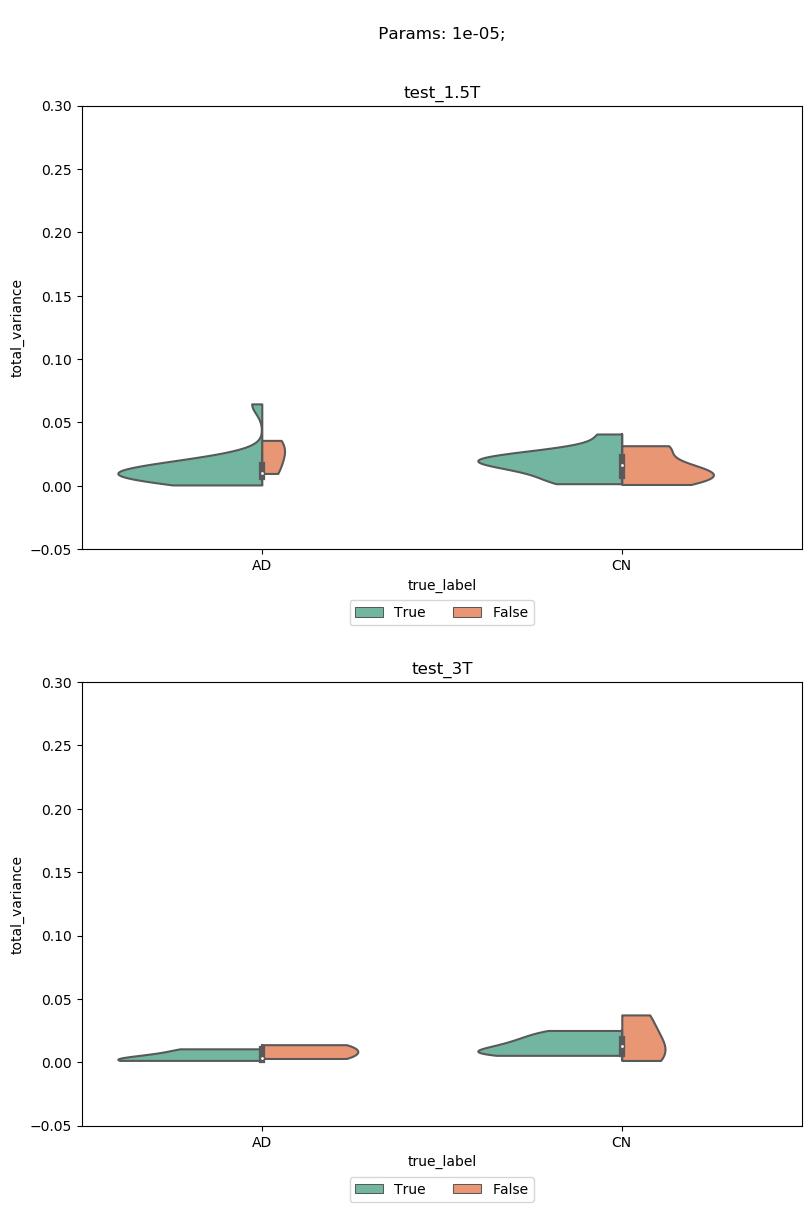 Params: 1e-05;
test_1.5T
0.30
0.25
0.20
0.15
0.10
0.05
0.00
−0.05
total_variance
AD CN
true_label
True False
test_3T
0.30
0.25
0.20
0.15
0.10
0.05
0.00
−0.05
total_variance
AD CN
true_label
True False